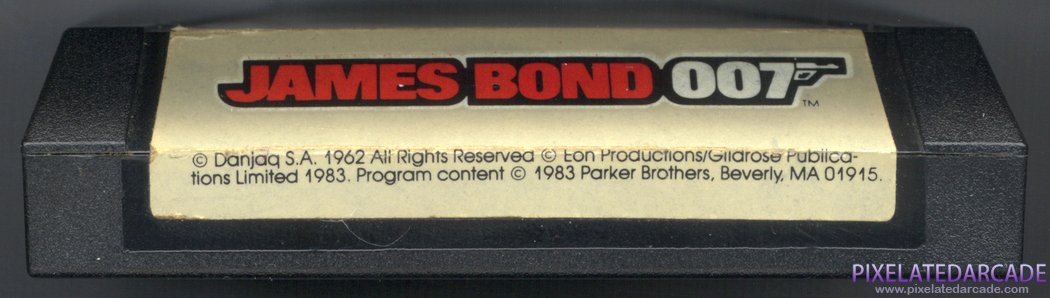 JAMES BOND 007
TM
© Danjaq S.A. 1962 All Rights Reserved © Eon Productions/Gildrose Publica-
tions Limited 1983. Program content © 1983 Parker Brothers, Beverly, MA 01915.
PIXELATEDARCADE
www.pixelatedarcade.com